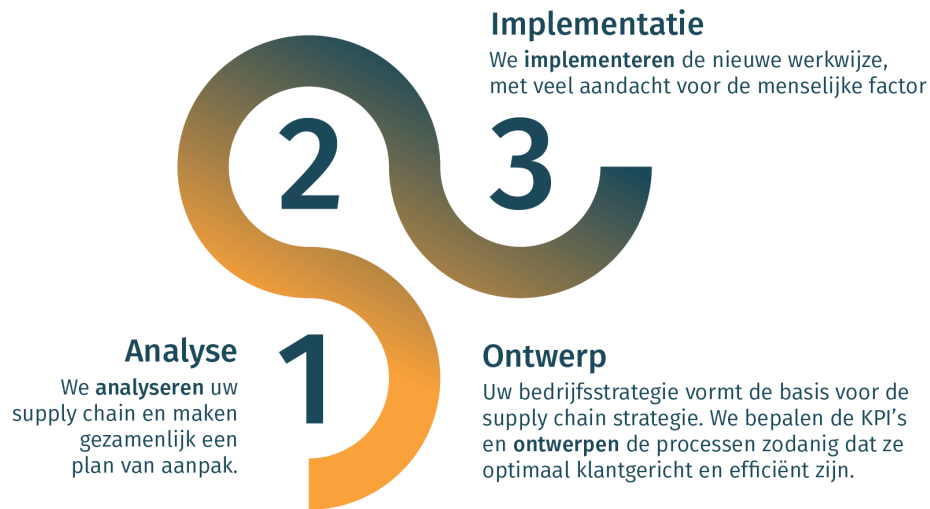 Implementatie
We implementeren de nieuwe werkwijze,
met veel aandacht voor de menselijke factor
2
3
1
Analyse
We analyseren uw
supply chain en maken
gezamenlijk een
plan van aanpak.
Ontwerp
Uw bedrijfsstrategie vormt de basis voor de
supply chain strategie. We bepalen de KPI’s
en ontwerpen de processen zodanig dat ze
optimaal klantgericht en efficiënt zijn.